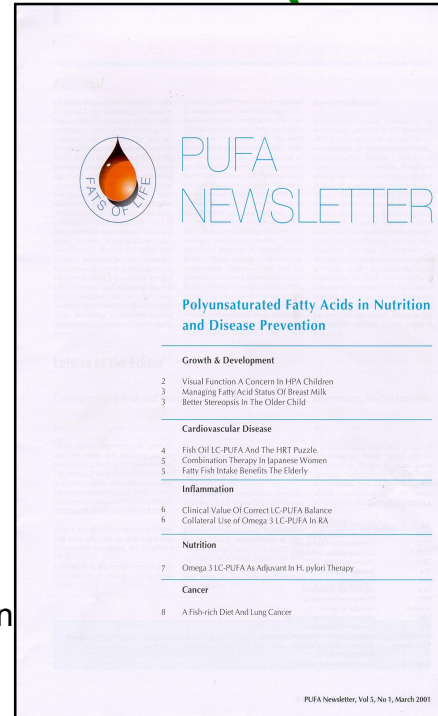 FATS OF LIFE
PUFA
NEWSLETTER
Polyunsaturated Fatty Acids in Nutrition
and Disease Prevention
Growth & Development
2 Visual Function A Concern In HPA Children
3 Managing Fatty Acid Status Of Breast Milk
3 Better Stereopsis In The Older Child
Cardiovascular Disease
4 Fish Oil LC-PUFA And The HRT Puzzle
5 Combination Therapy In Japanese Women
5 Fatty Fish Intake Benefits The Elderly
Inflammation
6 Clinical Value Of Correct LC-PUFA Balance
6 Collateral Use of Omega 3 LC-PUFA In RA
Nutrition
7 Omega 3 LC-PUFA As Adjuvant In H. pylori Therapy
Cancer
8 A Fish-rich Diet And Lung Cancer
PUFA Newsletter, Vol 5, No 1, March 2001